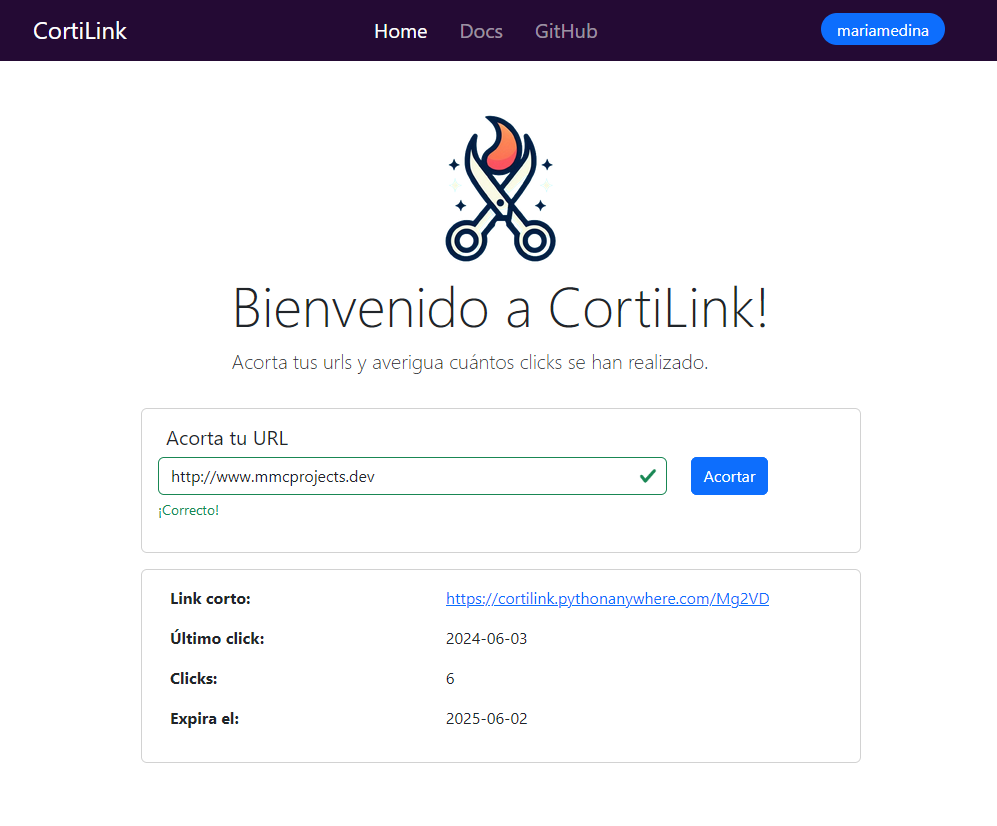 CortiLink Home Docs GitHub mariamedina
Bienvenido a CortiLink!
Acorta tus urls y averigua cuántos clicks se han realizado.
Acorta tu URL
http://www.mmcprojects.dev Acortar
¡Correcto!
Link corto: https://cortilink.pythonanywhere.com/Mg2VD
Último click: 2024-06-03
Clicks: 6
Expira el: 2025-06-02